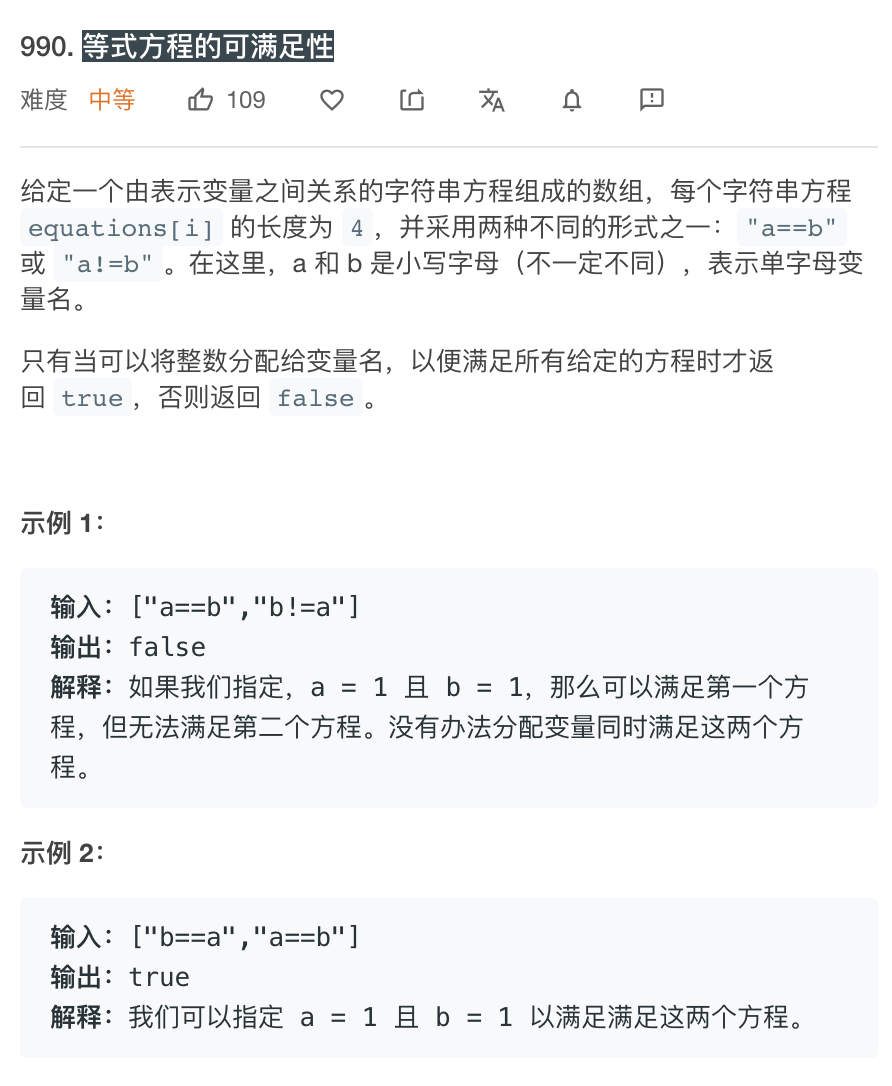 990. 等式方程的可满足性
难度 中等 109
给定一个由表示变量之间关系的字符串方程组成的数组，每个字符串方程
equations[i] 的长度为 4，并采用两种不同的形式之一："a==b"
或 "a!=b"。在这里，a 和 b 是小写字母（不一定不同），表示单字母变
量名。
只有当可以将整数分配给变量名，以便满足所有给定的方程时才返
回 true，否则返回 false。
示例 1：
输入：["a==b","b!=a"]
输出：false
解释：如果我们指定，a = 1 且 b = 1，那么可以满足第一个方
程，但无法满足第二个方程。没有办法分配变量同时满足这两个方
程。
示例 2：
输入：["b==a","a==b"]
输出：true
解释：我们可以指定 a = 1 且 b = 1 以满足满足这两个方程。